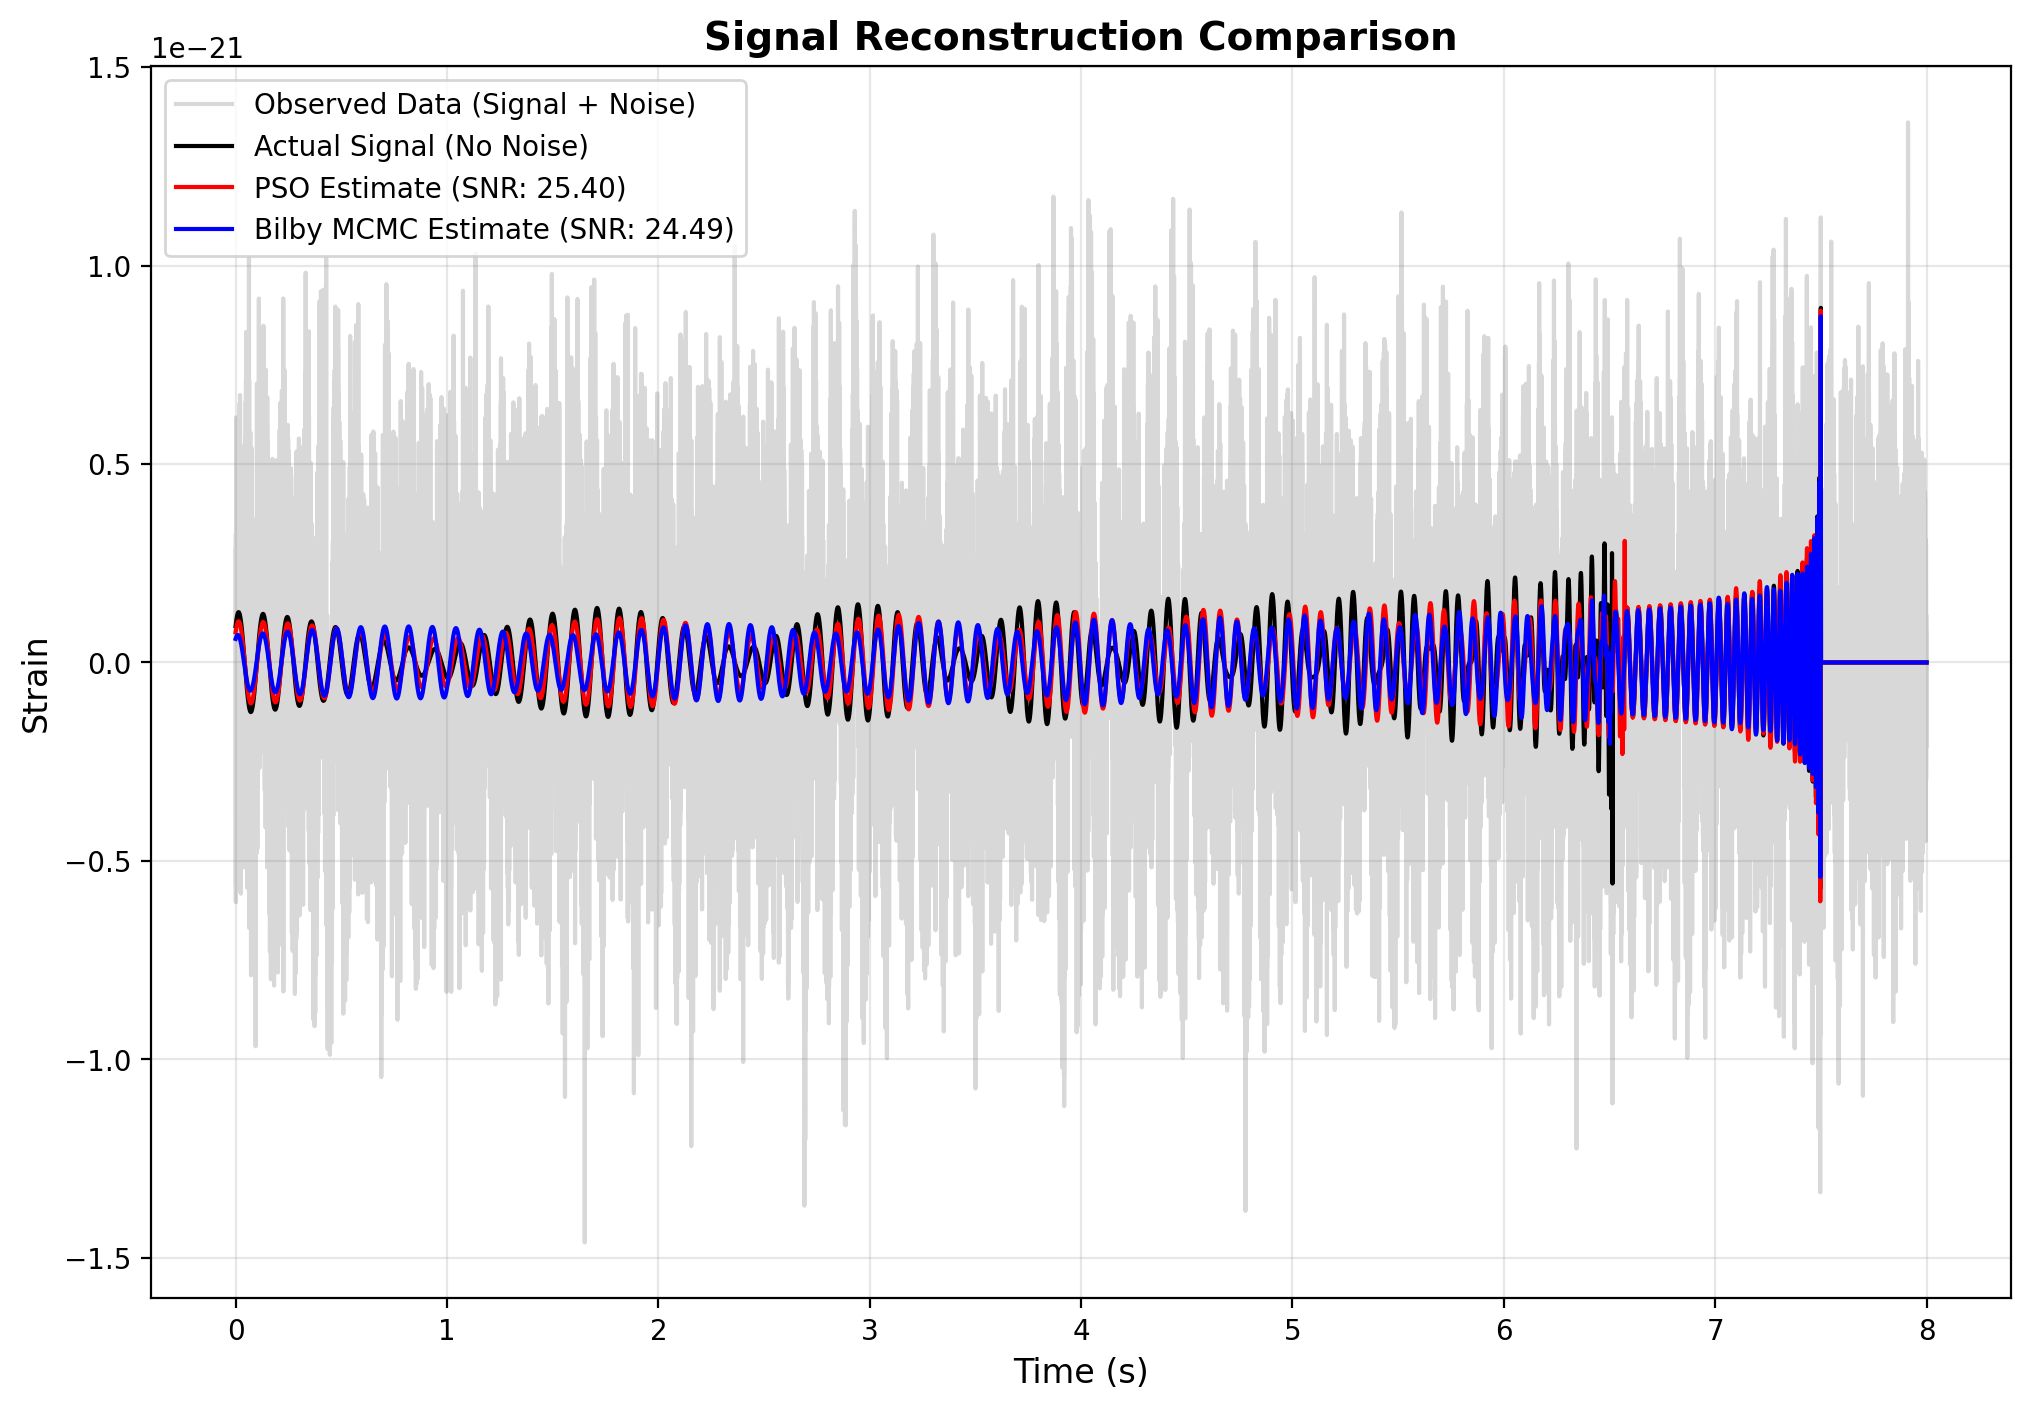 Signal Reconstruction Comparison
1e−21
Observed Data (Signal + Noise)
Actual Signal (No Noise)
PSO Estimate (SNR: 25.40)
Bilby MCMC Estimate (SNR: 24.49)
1.5
1.0
0.5
0.0
−0.5
−1.0
−1.5
Strain
0 1 2 3 4 5 6 7 8
Time (s)